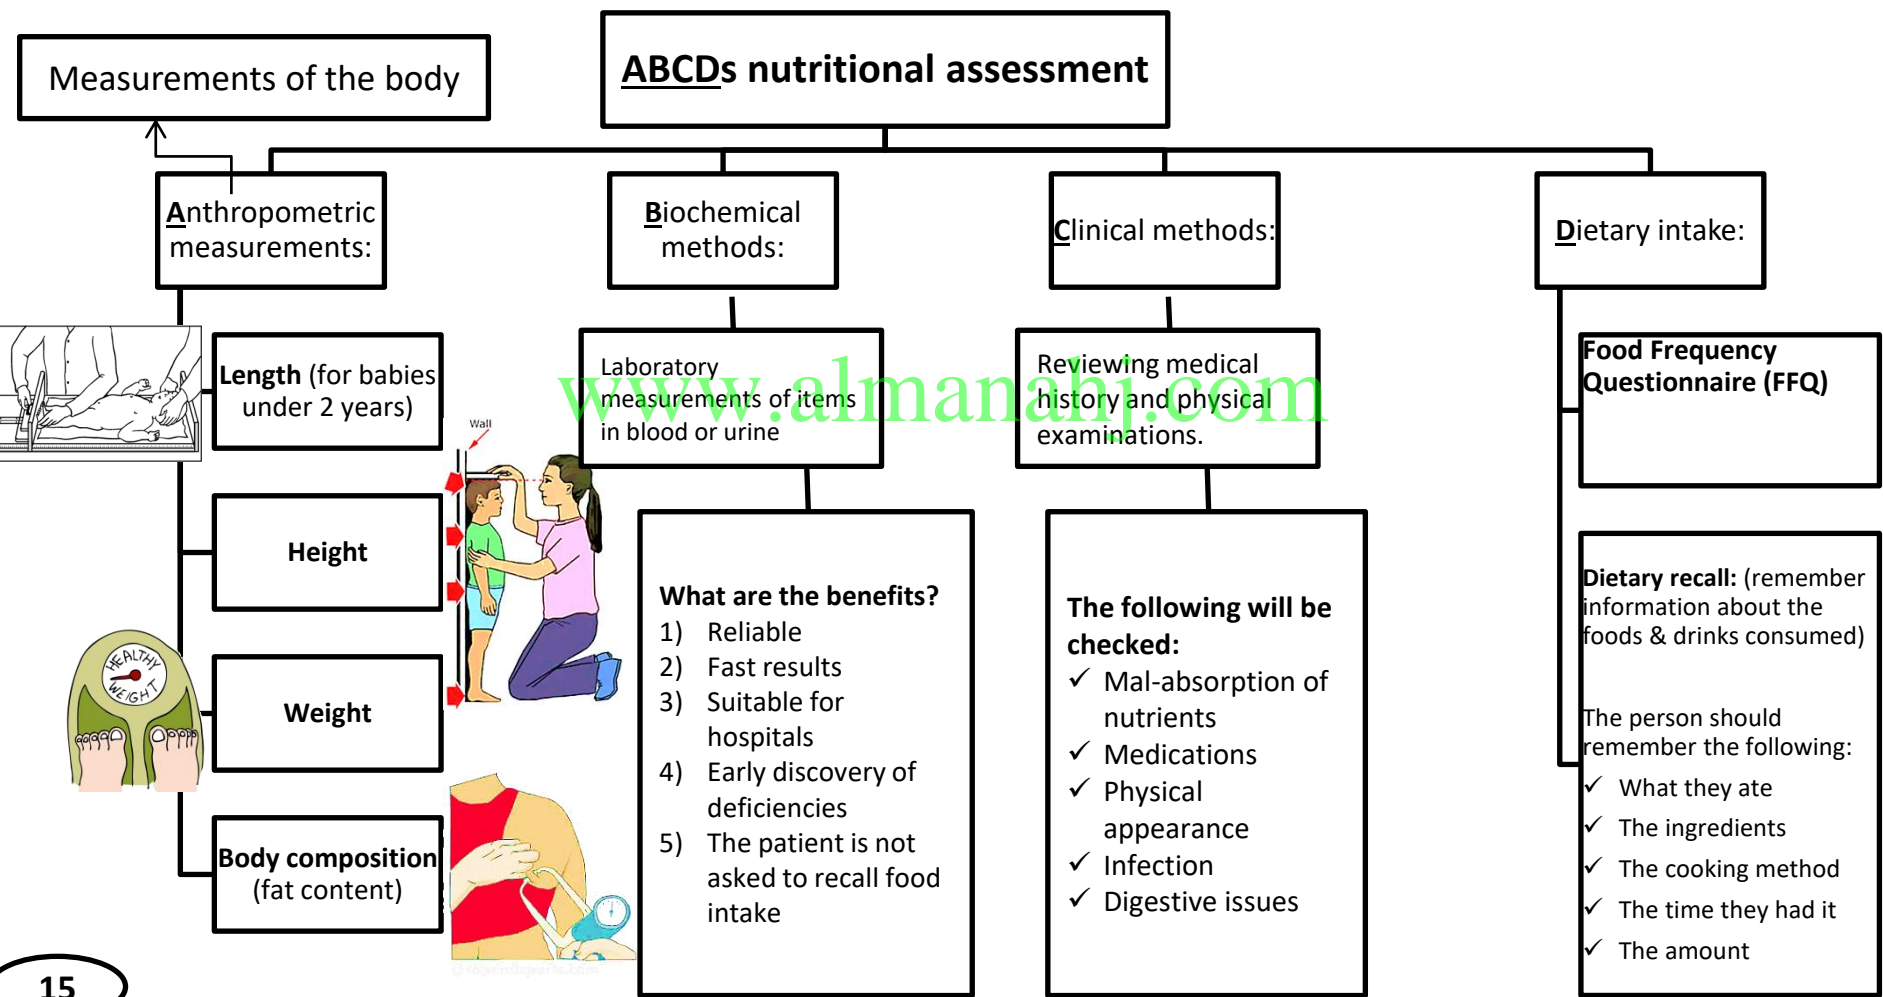 Measurements of the body
ABCDs nutritional assessment
Anthropometric
measurements:
Length (for babies
under 2 years)
Height
Weight
Body composition
(fat content)
HEALTHY
WEIGHT
Wall
Biochemical
methods:
Laboratory
measurements of items
in blood or urine
What are the benefits?
1) Reliable
2) Fast results
3) Suitable for
hospitals
4) Early discovery of
deficiencies
5) The patient is not
asked to recall food
intake
Clinical methods:
Reviewing medical
history and physical
examinations.
The following will be
checked:
✓ Mal-absorption of
nutrients
✓ Medications
✓ Physical
appearance
✓ Infection
✓ Digestive issues
Dietary intake:
Food Frequency
Questionnaire (FFQ)
Dietary recall: (remember
information about the
foods & drinks consumed)
The person should
remember the following:
✓ What they ate
✓ The ingredients
✓ The cooking method
✓ The time they had it
✓ The amount
www.almanahj.com
15